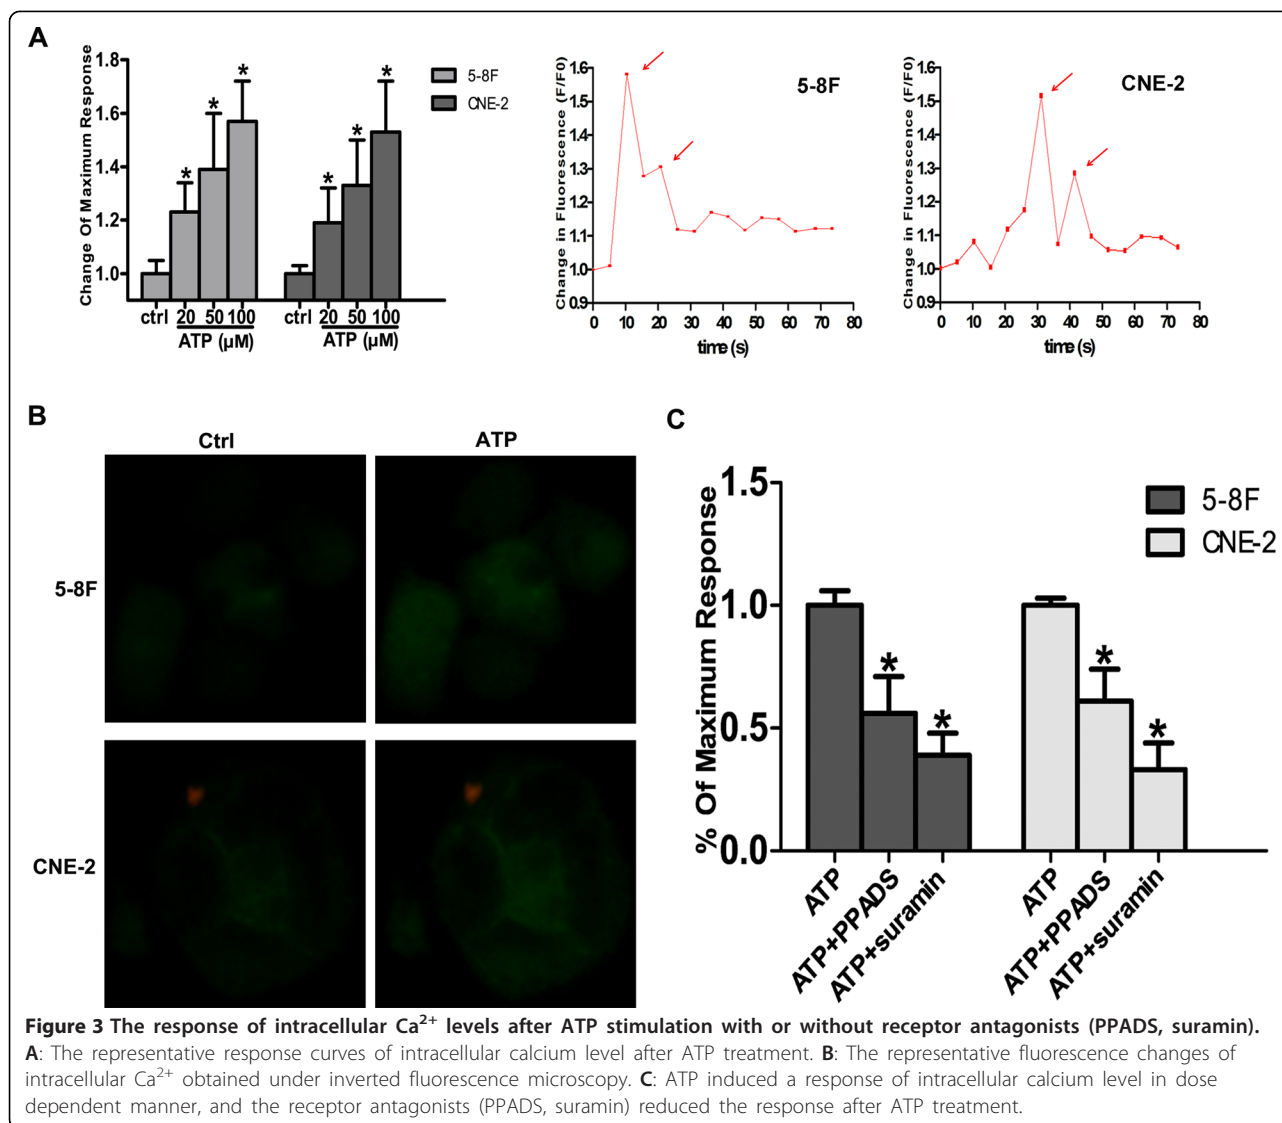 A
Change Of Maximum Response
1.8
1.6
1.4
1.2
1.0
*
*
*
*
*
*
5-8F
CNE-2
ctrl 20 50 100 ctrl 20 50 100
ATP (µM) ATP (µM)
5-8F
Change in Fluorescence (F/F0)
1.6
1.5
1.4
1.3
1.2
1.1
1.0
0.9
0 10 20 30 40 50 60 70 80
time (s)
CNE-2
Change in Fluorescence (F/F0)
1.6
1.5
1.4
1.3
1.2
1.1
1.0
0.9
0 10 20 30 40 50 60 70 80
time (s)
B
Ctrl ATP
5-8F
CNE-2
C
% Of Maximum Response
1.5
1.0
0.5
0.0
*
*
*
*
5-8F
CNE-2
ATP
ATP+PPADS
ATP+suramin
ATP
ATP+PPADS
ATP+suramin
Figure 3 The response of intracellular Ca2+ levels after ATP stimulation with or without receptor antagonists (PPADS, suramin).
A: The representative response curves of intracellular calcium level after ATP treatment. B: The representative fluorescence changes of
intracellular Ca2+ obtained under inverted fluorescence microscopy. C: ATP induced a response of intracellular calcium level in dose
dependent manner, and the receptor antagonists (PPADS, suramin) reduced the response after ATP treatment.